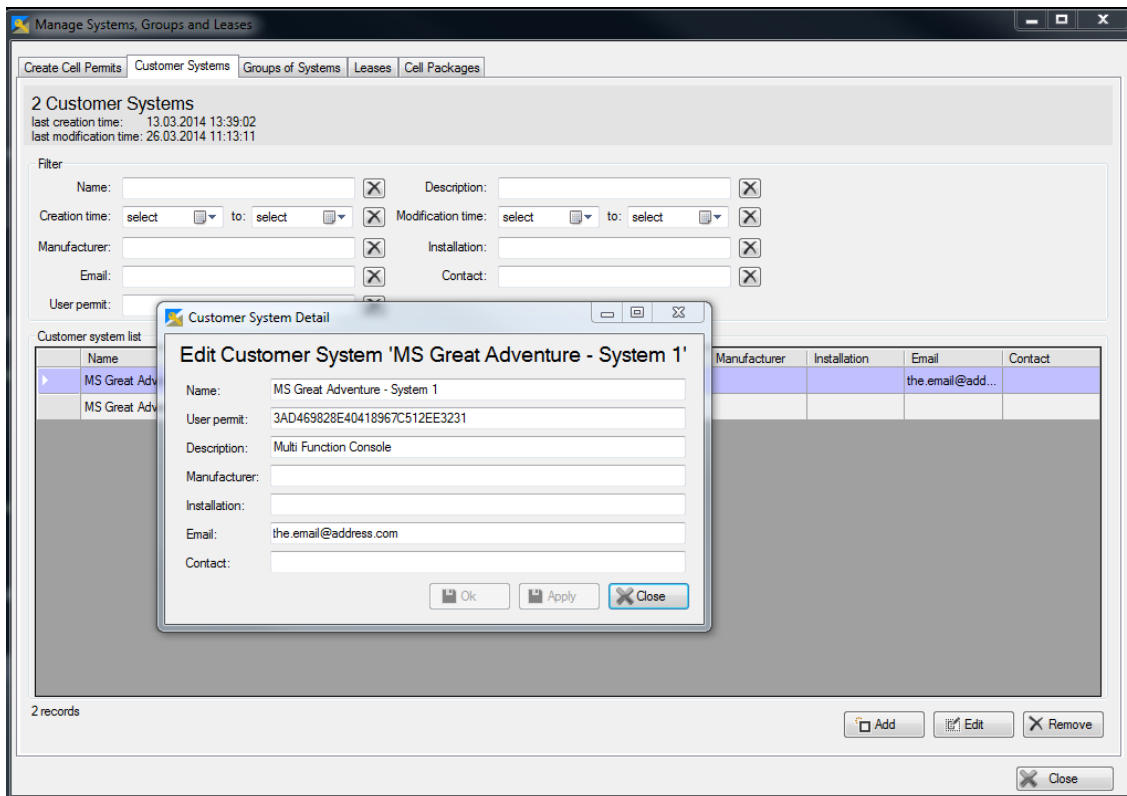 Manage Systems, Groups and Leases
Create Cell Permits Customer Systems Groups of Systems Leases Cell Packages
2 Customer Systems
last creation time: 13.03.2014 13:39:02
last modification time: 26.03.2014 11:13:11
Filter
Name: Description:
Creation time: select to: select Modification time: select to: select
Manufacturer: Installation:
Email: Contact:
User permit:
Customer system list
Name Manufacturer Installation Email Contact
MS Great Adv the.email@add...
MS Great Adv
Customer System Detail
Edit Customer System 'MS Great Adventure - System 1'
Name: MS Great Adventure - System 1
User permit: 3AD469828E40418967C512EE3231
Description: Multi Function Console
Manufacturer:
Installation:
Email: the.email@address.com
Contact:
Ok Apply Close
2 records
Add Edit Remove
Close